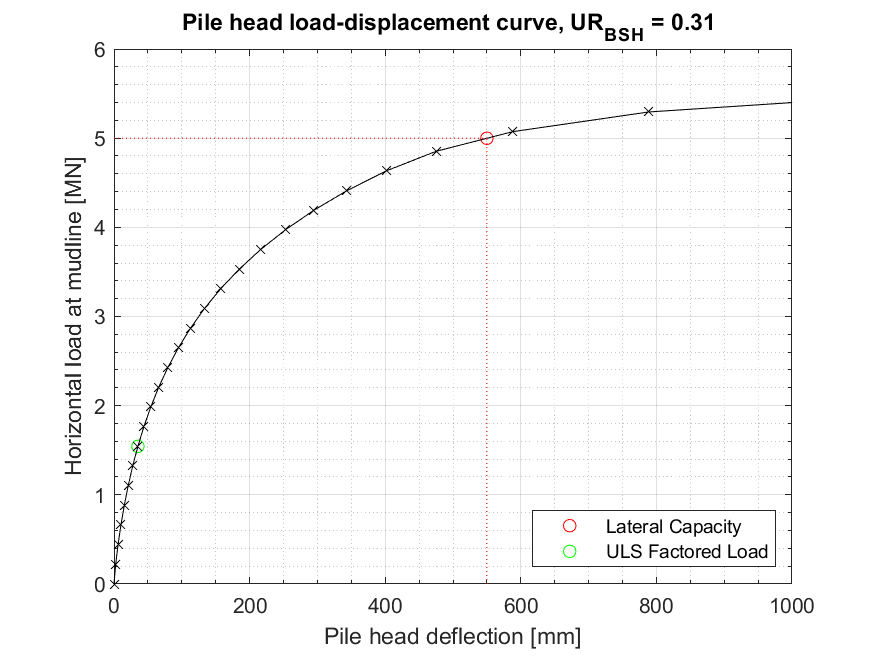 Pile head load-displacement curve, UR_BSH = 0.31
6
5
4
3
2
1
0
Horizontal load at mudline [MN]
Lateral Capacity
ULS Factored Load
0 200 400 600 800 1000
Pile head deflection [mm]